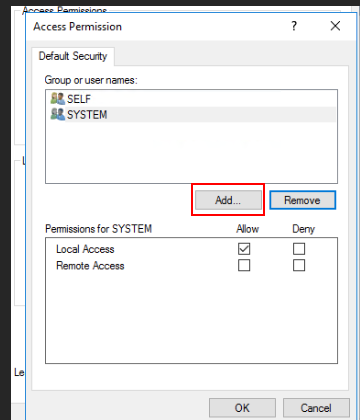 Access Permissions
Access Permission
Default Security
Group or user names:
SELF
SYSTEM
Add... Remove
Permissions for SYSTEM Allow Deny
Local Access
Remote Access
Le
OK Cancel